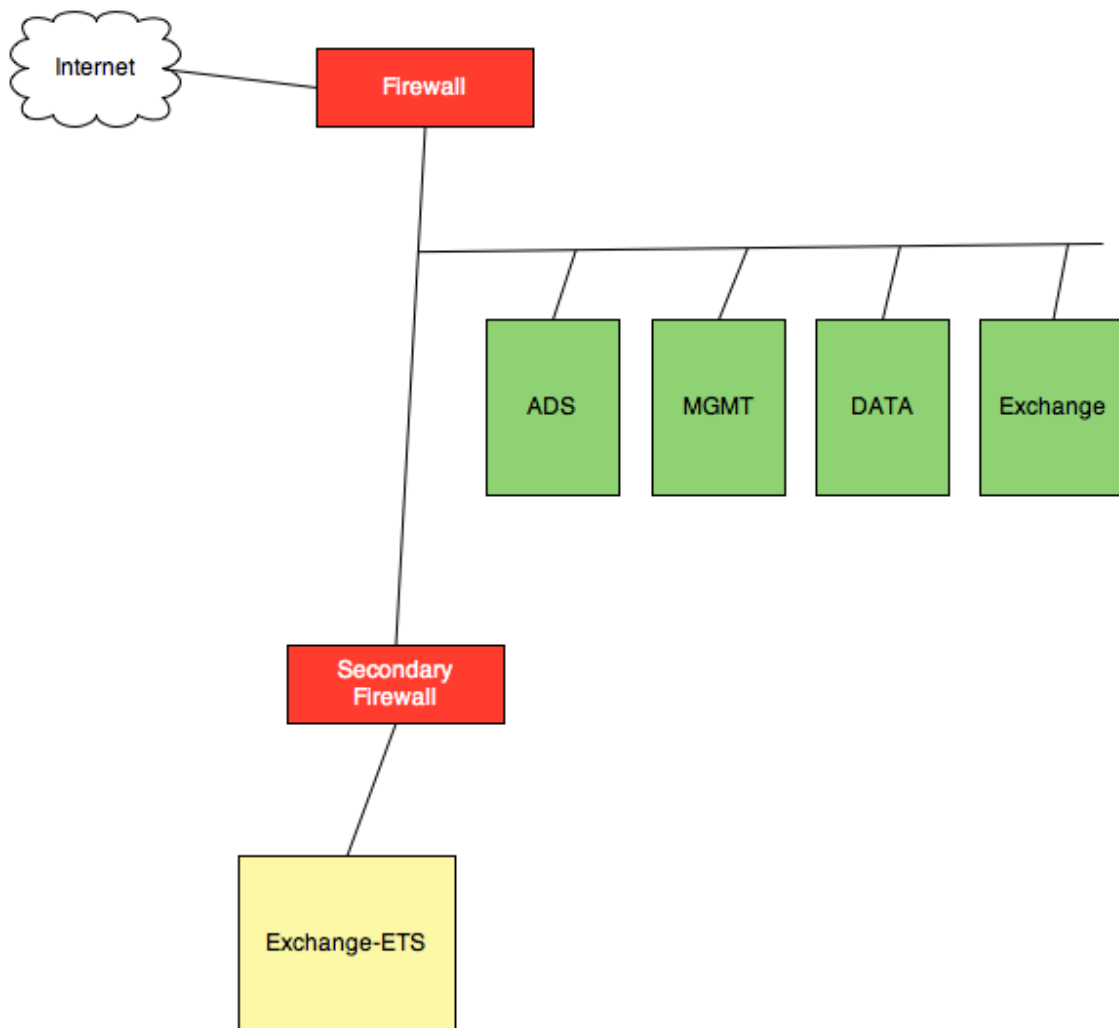 Internet
Firewall
ADS
MGMT
DATA
Exchange
Secondary
Firewall
Exchange-ETS